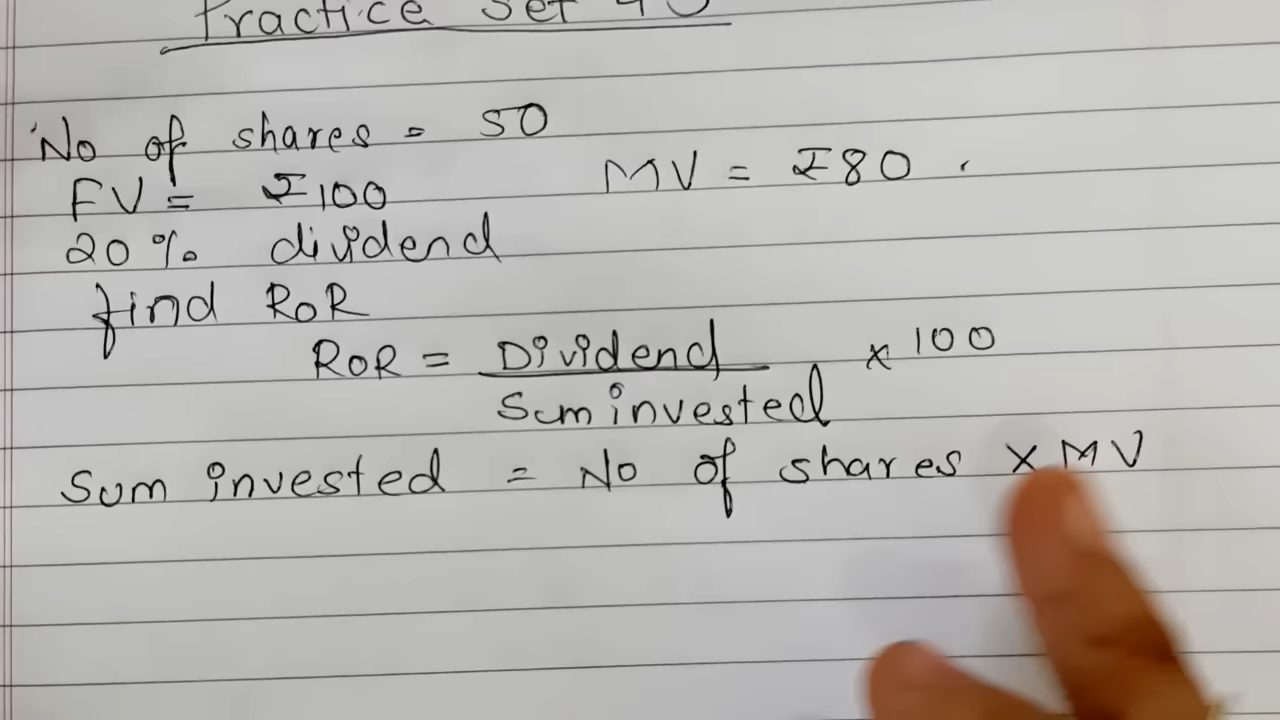 Practice Set
No of shares = 50
FV = ₹100 MV = ₹80.
20% dividend
find RoR
RoR = Dividend / Sum invested × 100
Sum invested = No of shares × MV